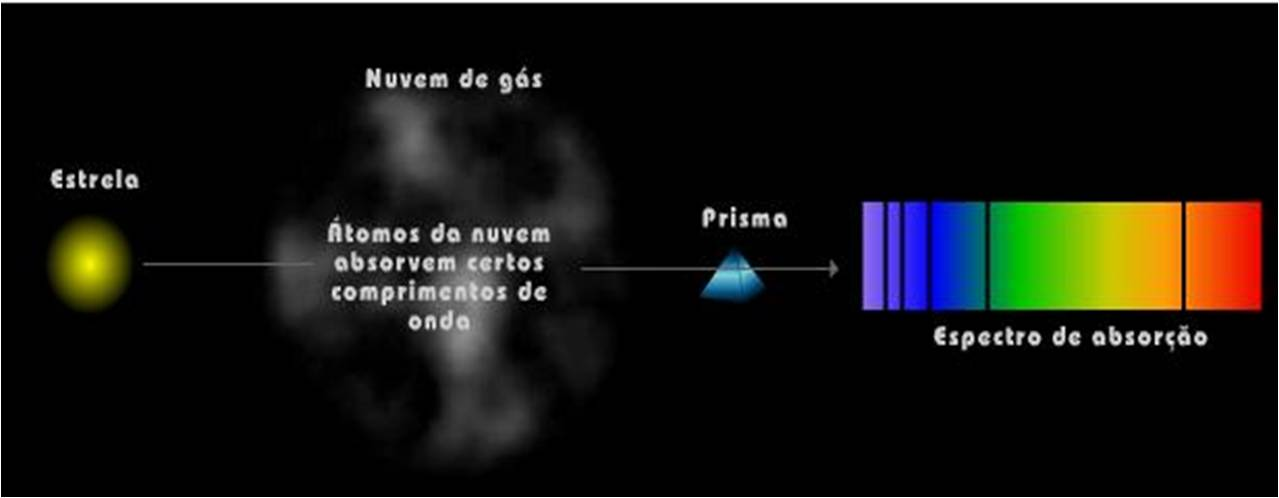 Nuvem de gás
Estrela
Átomos da nuvem
absorvem certos
comprimentos de
onda
Prisma
Espectro de absorção